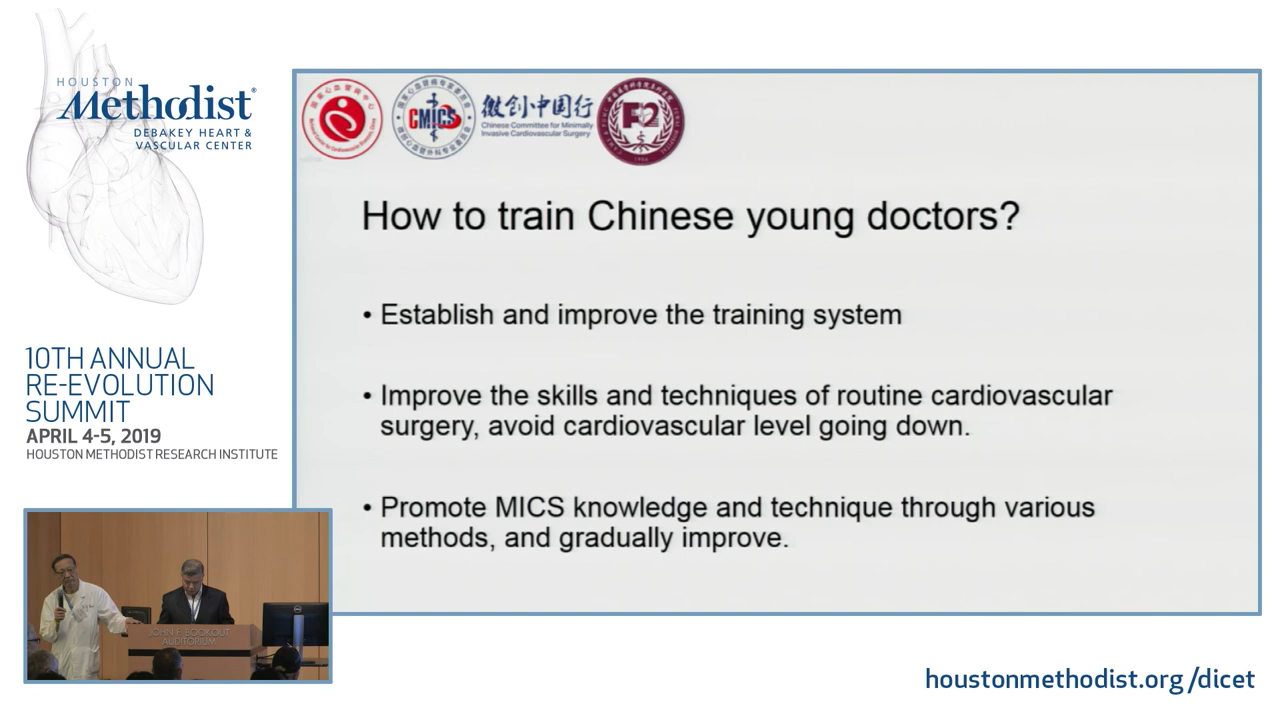 HOUSTON
Methodist®
DEBAKEY HEART &
VASCULAR CENTER
10TH ANNUAL
RE-EVOLUTION
SUMMIT
APRIL 4-5, 2019
HOUSTON METHODIST RESEARCH INSTITUTE
CMICS
微创中国行
Chinese Committee for Minimally
Invasive Cardiovascular Surgery
How to train Chinese young doctors?
• Establish and improve the training system
• Improve the skills and techniques of routine cardiovascular
surgery, avoid cardiovascular level going down.
• Promote MICS knowledge and technique through various
methods, and gradually improve.
JOHN F. BOOKOUT
AUDITORIUM
houstonmethodist.org/dicet